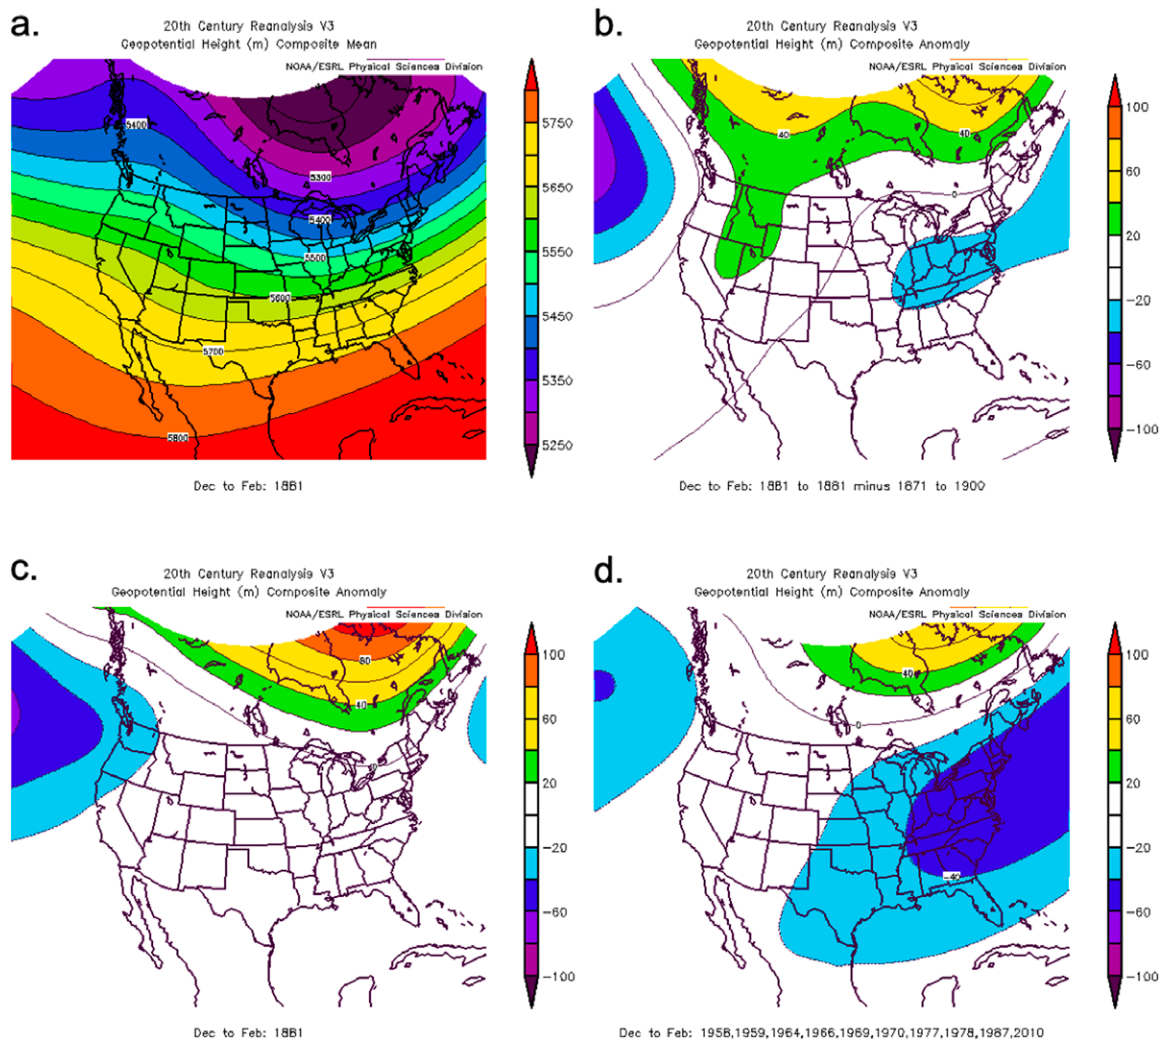 a.
20th Century Reanalysis V3
Geopotential Height (m) Composite Mean
NOAA/ESRL Physical Sciences Division
5400
5300
5400
5500
5600
5700
5800
5750
5650
5550
5450
5350
5250
Dec to Feb: 1881
b.
20th Century Reanalysis V3
Geopotential Height (m) Composite Anomaly
NOAA/ESRL Physical Sciences Division
40
40
0
100
60
20
-20
-60
-100
Dec to Feb: 1881 to 1881 minus 1871 to 1900
c.
20th Century Reanalysis V3
Geopotential Height (m) Composite Anomaly
NOAA/ESRL Physical Sciences Division
80
40
0
100
60
20
-20
-60
-100
Dec to Feb: 1881
d.
20th Century Reanalysis V3
Geopotential Height (m) Composite Anomaly
NOAA/ESRL Physical Sciences Division
40
0
-40
100
60
20
-20
-60
-100
Dec to Feb: 1958,1959,1964,1966,1969,1970,1977,1978,1987,2010